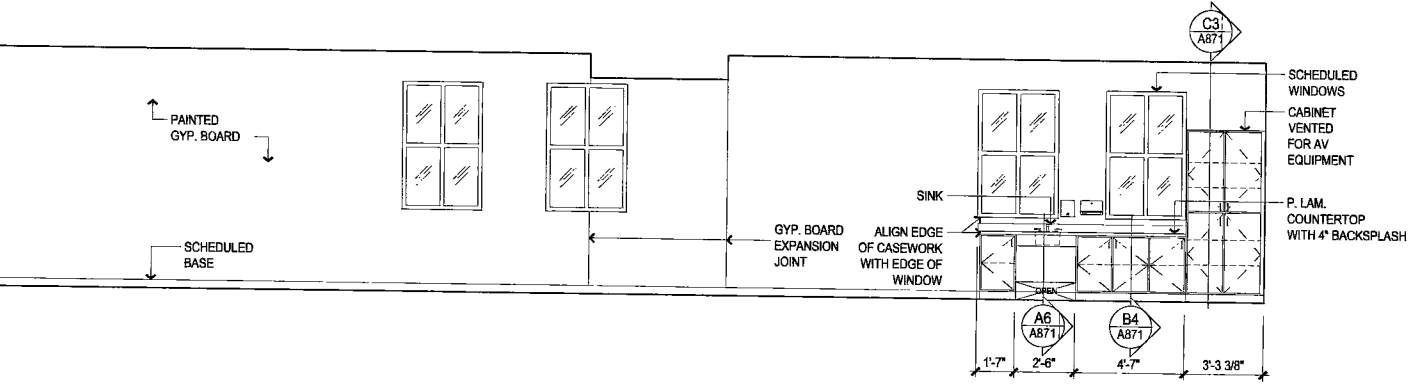 C3
A871
SCHEDULED
WINDOWS
CABINET
VENTED
FOR AV
EQUIPMENT
PAINTED
GYP. BOARD
SINK
P. LAM.
COUNTERTOP
WITH 4" BACKSPLASH
ALIGN EDGE
OF CASEWORK
WITH EDGE OF
WINDOW
GYP. BOARD
EXPANSION
JOINT
SCHEDULED
BASE
OPEN
A6
A871
B4
A871
1'-7"
2'-6"
4'-7"
3'-3 3/8"